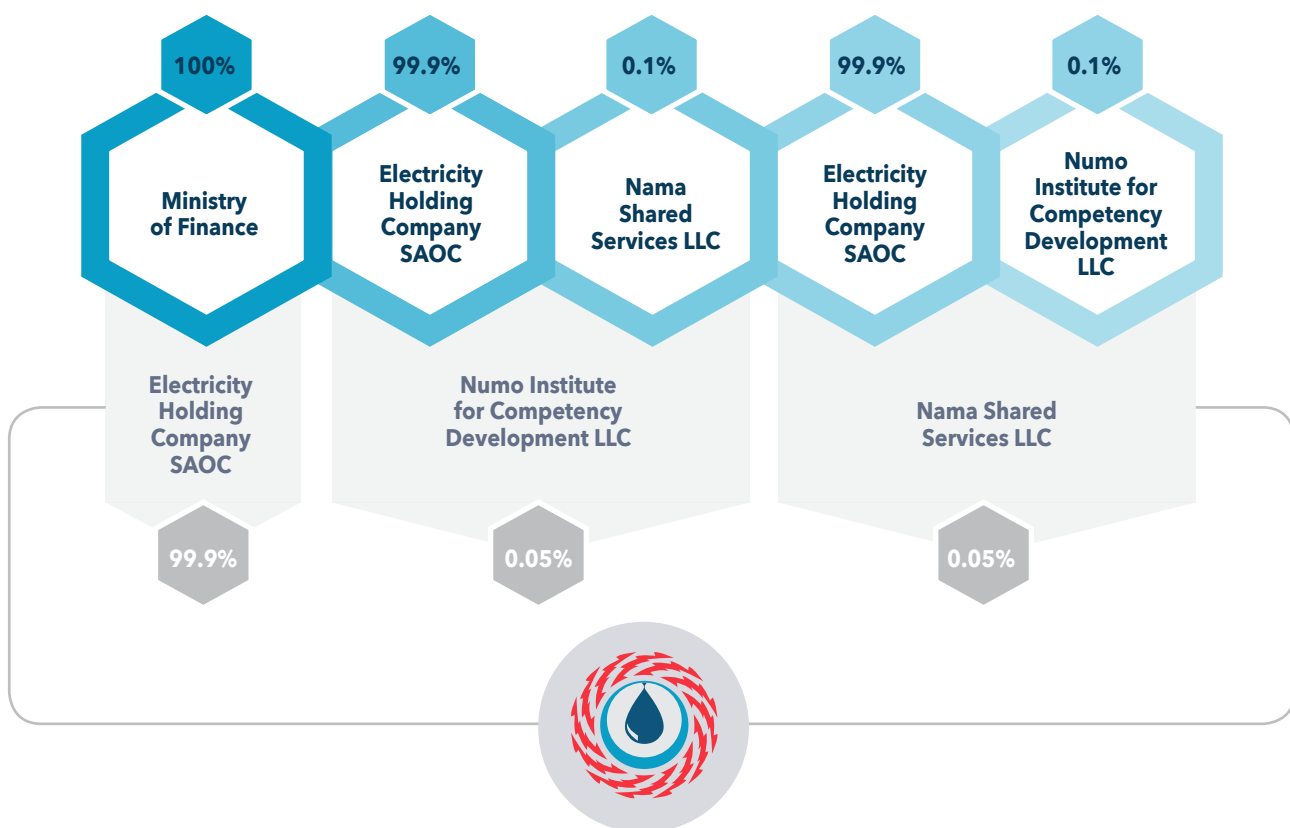 100%
99.9%
0.1%
99.9%
0.1%
Ministry
of Finance
Electricity
Holding
Company
SAOC
Nama
Shared
Services LLC
Electricity
Holding
Company
SAOC
Numo
Institute for
Competency
Development
LLC
Electricity
Holding
Company
SAOC
Numo Institute
for Competency
Development LLC
Nama Shared
Services LLC
99.9%
0.05%
0.05%